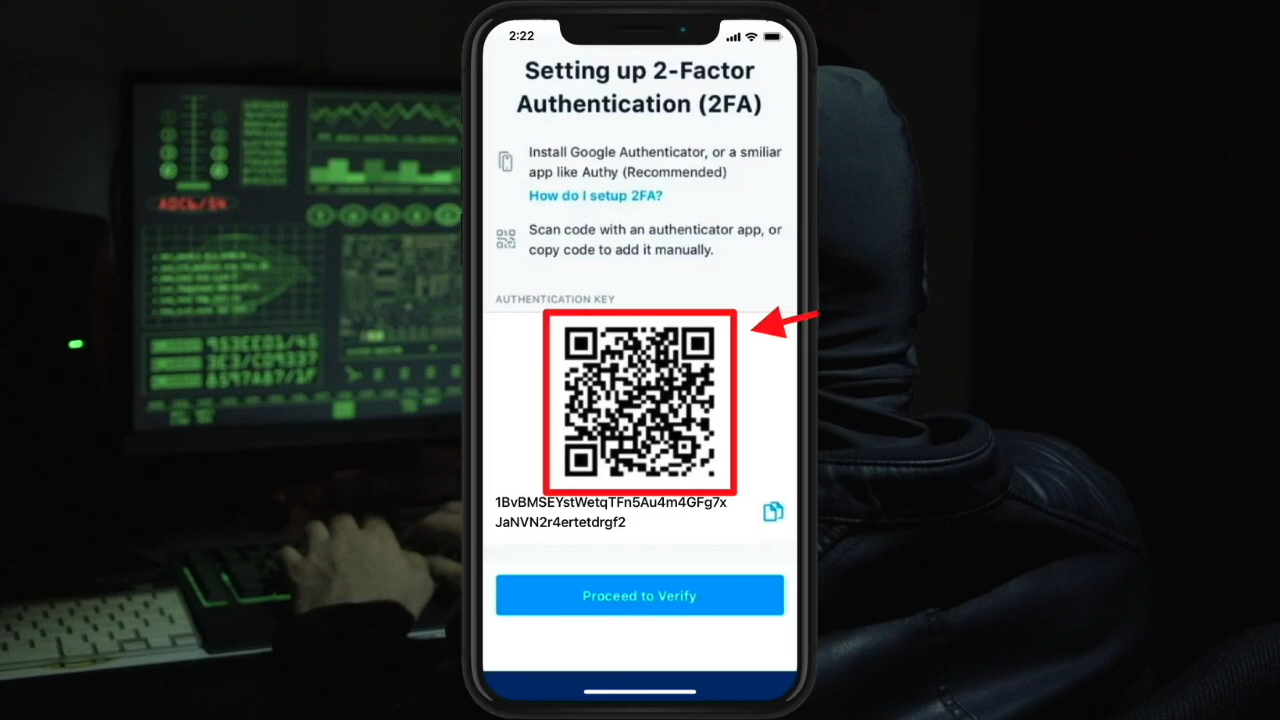 2:22
Setting up 2-Factor
Authentication (2FA)
Install Google Authenticator, or a smiliar
app like Authy (Recommended)
How do I setup 2FA?
Scan code with an authenticator app, or
copy code to add it manually.
AUTHENTICATION KEY
1BvBMSEYstWetqTFn5Au4m4GFg7x
JaNVN2r4ertetdrgf2
Proceed to Verify